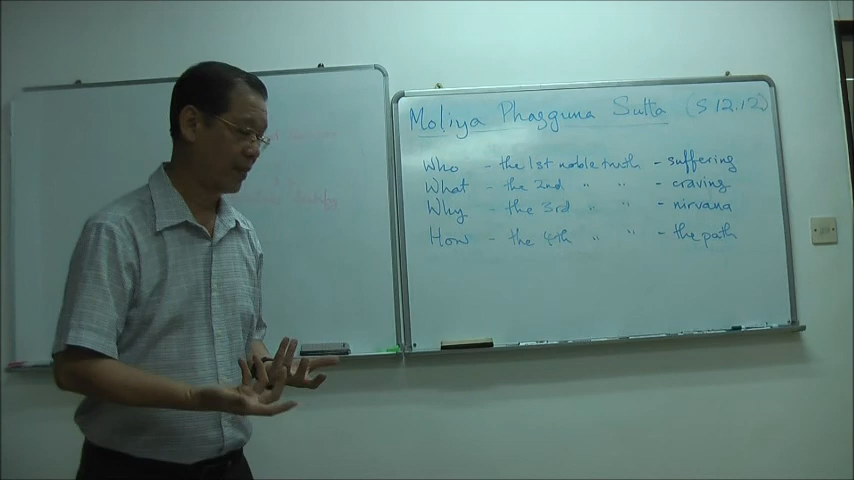 Moliya Phagguna Sutta (S 12.12)
Who - the 1st noble truth - suffering
What - the 2nd " " - craving
Why - the 3rd " " - nirvana
How - the 4th " " - the path